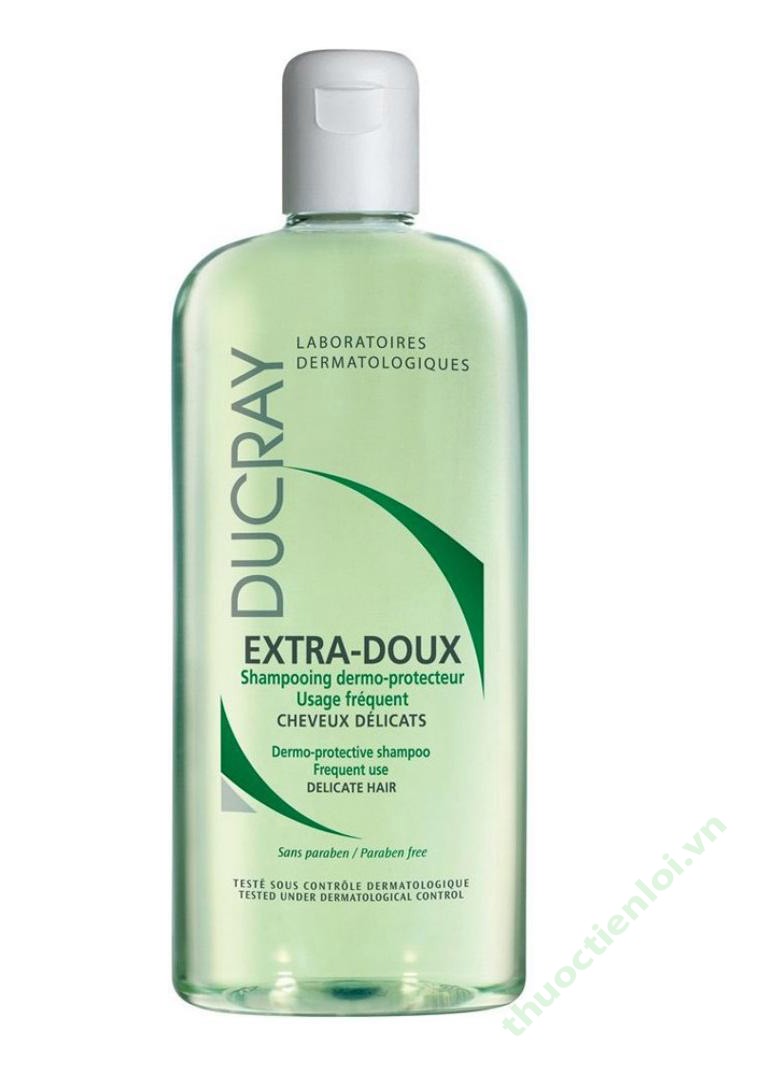 LABORATOIRES
DERMATOLOGIQUES
DUCRAY
EXTRA-DOUX
Shampooing dermo-protecteur
Usage fréquent
CHEVEUX DÉLICATS
Dermo-protective shampoo
Frequent use
DELICATE HAIR
Sans paraben / Paraben free
TESTÉ SOUS CONTRÔLE DERMATOLOGIQUE
TESTED UNDER DERMATOLOGICAL CONTROL
thuoctienloi.vn